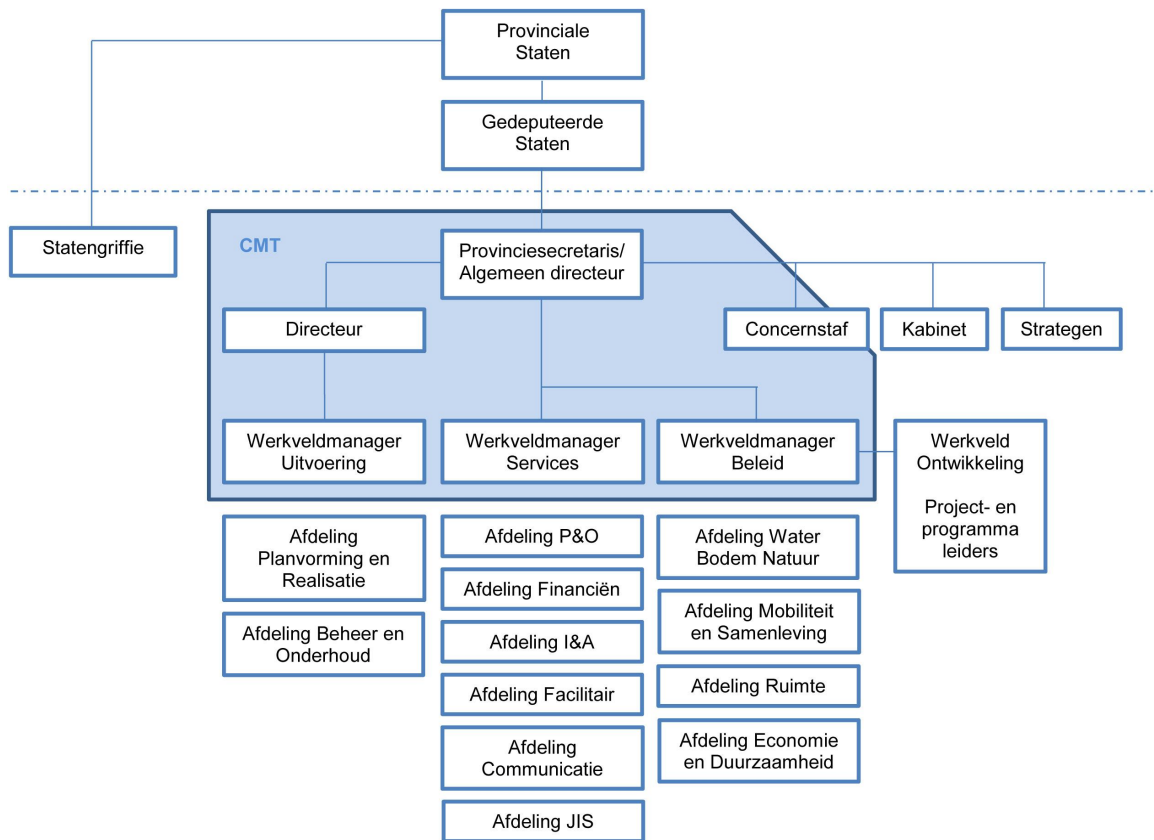 Provinciale
Staten
Gedeputeerde
Staten
Statengriffie
CMT
Provinciesecretaris/
Algemeen directeur
Directeur
Concernstaf
Kabinet
Strategen
Werkveldmanager
Uitvoering
Werkveldmanager
Services
Werkveldmanager
Beleid
Werkveld
Ontwikkeling
Project- en
programma
leiders
Afdeling
Planvorming en
Realisatie
Afdeling Beheer en
Onderhoud
Afdeling P&O
Afdeling Financiën
Afdeling I&A
Afdeling Facilitair
Afdeling
Communicatie
Afdeling JIS
Afdeling Water
Bodem Natuur
Afdeling Mobiliteit
en Samenleving
Afdeling Ruimte
Afdeling Economie
en Duurzaamheid